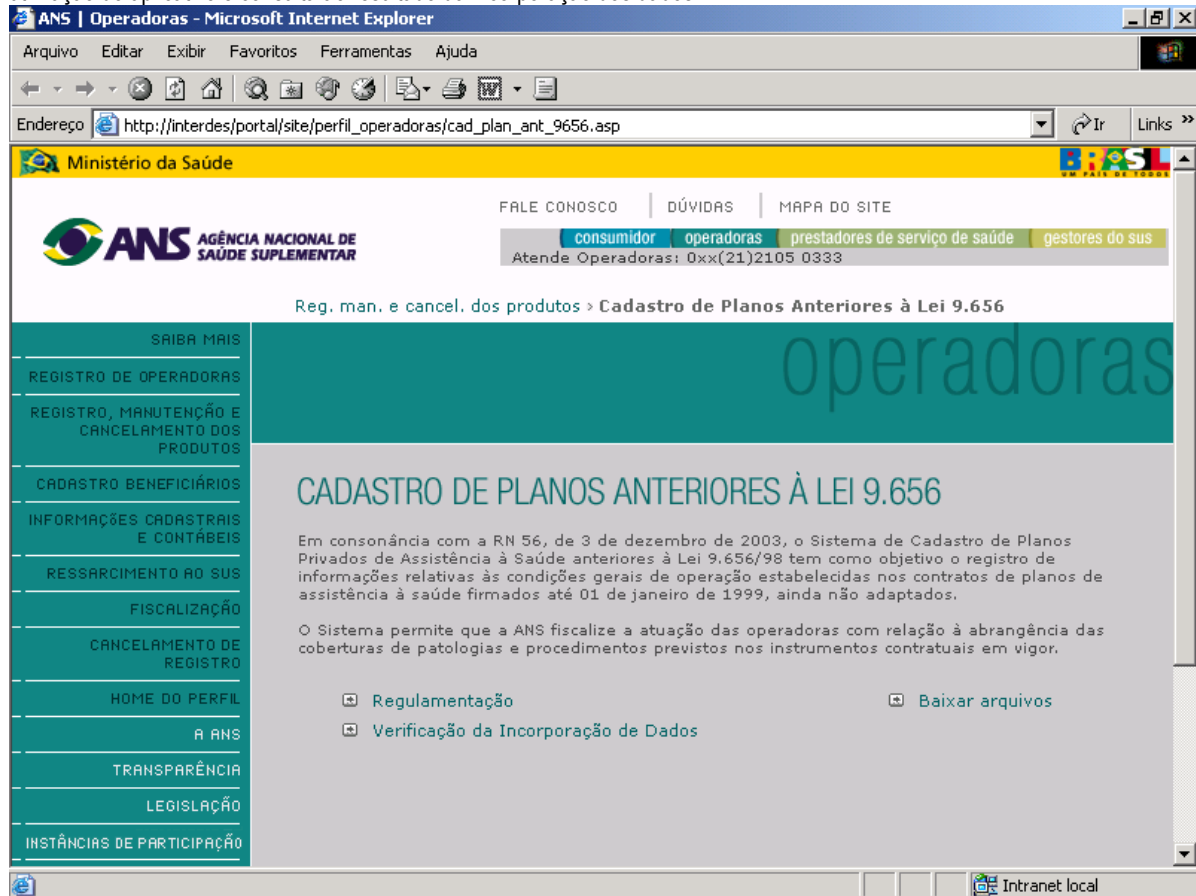 ANS | Operadoras - Microsoft Internet Explorer
Arquivo Editar Exibir Favoritos Ferramentas Ajuda
Endereço http://interdes/portal/site/perfil_operadoras/cad_plan_ant_9656.asp Ir Links »
Ministério da Saúde
BRASIL
UM PAÍS DE TODOS
FALE CONOSCO | DÚVIDAS | MAPA DO SITE
ANS AGÊNCIA NACIONAL DE
SAÚDE SUPLEMENTAR
consumidor operadoras prestadores de serviço de saúde gestores do sus
Atende Operadoras: 0xx(21)2105 0333
Reg. man. e cancel. dos produtos > Cadastro de Planos Anteriores à Lei 9.656
operadoras
SAIBA MAIS
REGISTRO DE OPERADORAS
REGISTRO, MANUTENÇÃO E
CANCELAMENTO DOS
PRODUTOS
CADASTRO BENEFICIÁRIOS
INFORMAÇÕES CADASTRAIS
E CONTÁBEIS
RESSARCIMENTO AO SUS
FISCALIZAÇÃO
CANCELAMENTO DE
REGISTRO
HOME DO PERFIL
A ANS
TRANSPARÊNCIA
LEGISLAÇÃO
INSTÂNCIAS DE PARTICIPAÇÃO
CADASTRO DE PLANOS ANTERIORES À LEI 9.656
Em consonância com a RN 56, de 3 de dezembro de 2003, o Sistema de Cadastro de Planos
Privados de Assistência à Saúde anteriores à Lei 9.656/98 tem como objetivo o registro de
informações relativas às condições gerais de operação estabelecidas nos contratos de planos de
assistência à saúde firmados até 01 de janeiro de 1999, ainda não adaptados.
O Sistema permite que a ANS fiscalize a atuação das operadoras com relação à abrangência das
coberturas de patologias e procedimentos previstos nos instrumentos contratuais em vigor.
Regulamentação Baixar arquivos
Verificação da Incorporação de Dados
Intranet local